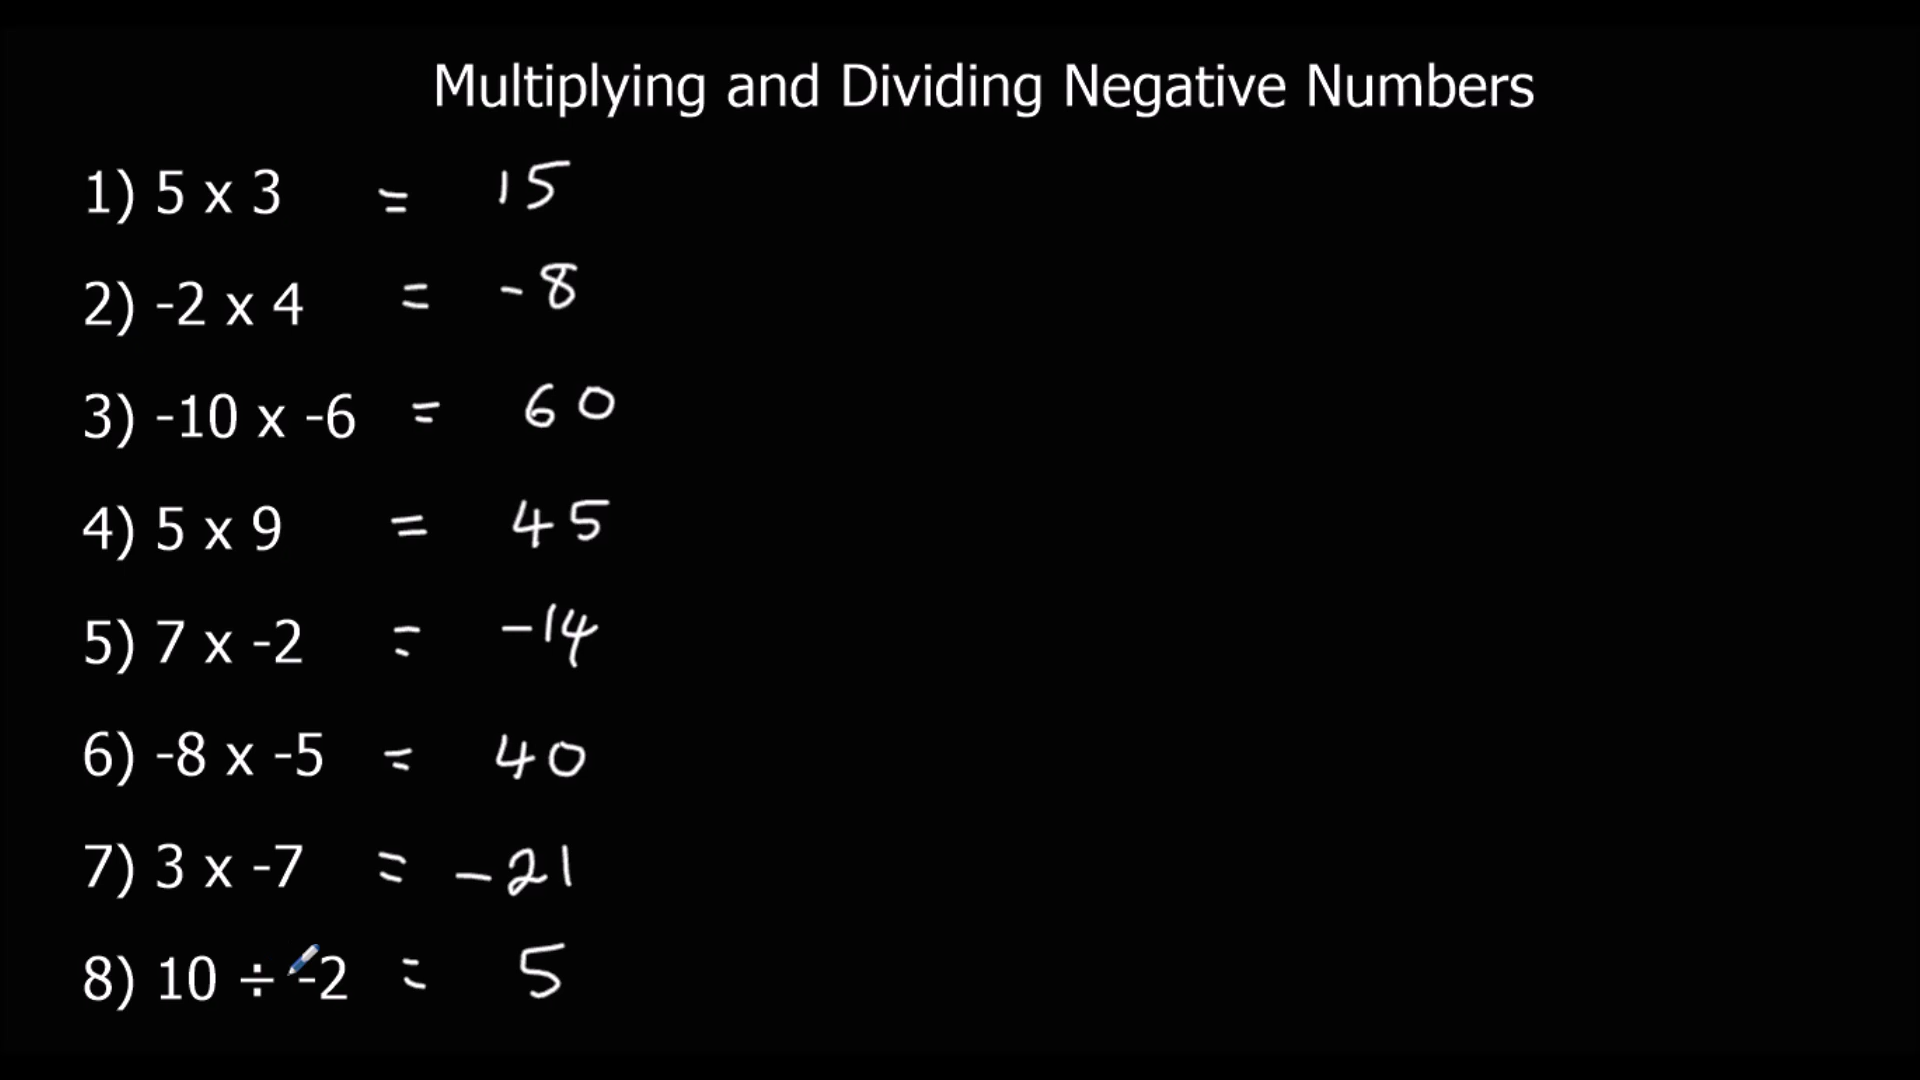 Multiplying and Dividing Negative Numbers
1) 5 x 3 = 15
2) -2 x 4 = -8
3) -10 x -6 = 60
4) 5 x 9 = 45
5) 7 x -2 = -14
6) -8 x -5 = 40
7) 3 x -7 = -21
8) 10 ÷ -2 = 5